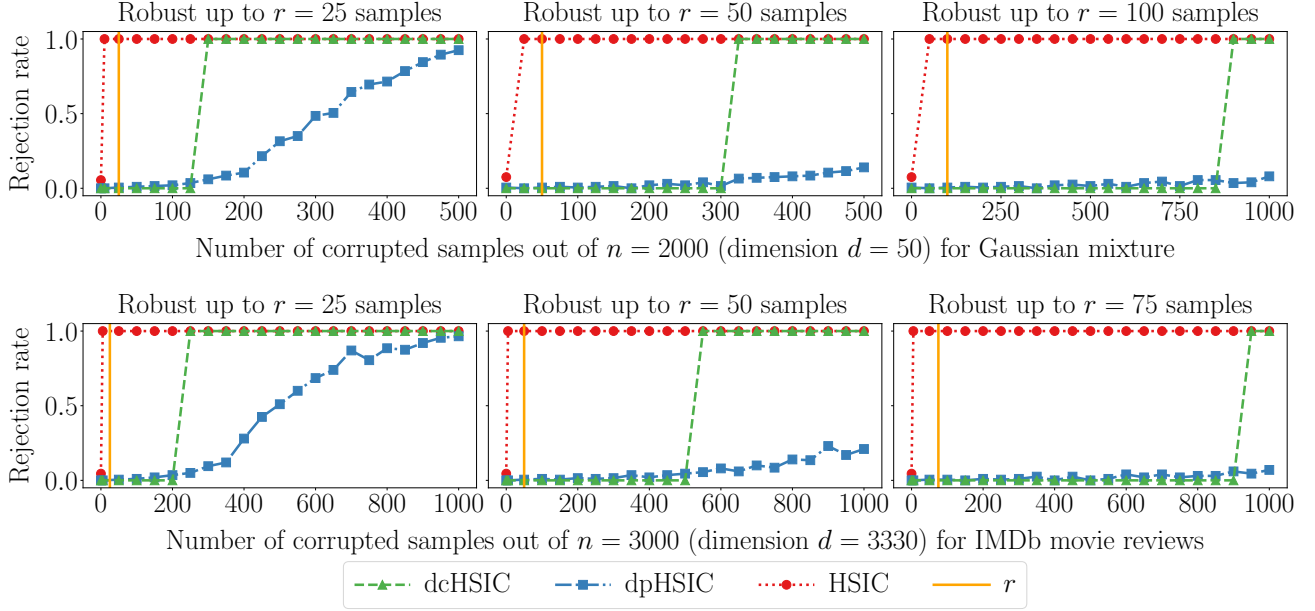 Robust up to r = 25 samples
Robust up to r = 50 samples
Robust up to r = 100 samples
Rejection rate
1.0
0.5
0.0
0 100 200 300 400 500
0 100 200 300 400 500
0 250 500 750 1000
Number of corrupted samples out of n = 2000 (dimension d = 50) for Gaussian mixture
Robust up to r = 25 samples
Robust up to r = 50 samples
Robust up to r = 75 samples
Rejection rate
1.0
0.5
0.0
0 200 400 600 800 1000
0 200 400 600 800 1000
0 200 400 600 800 1000
Number of corrupted samples out of n = 3000 (dimension d = 3330) for IMDb movie reviews
dcHSIC dpHSIC HSIC r